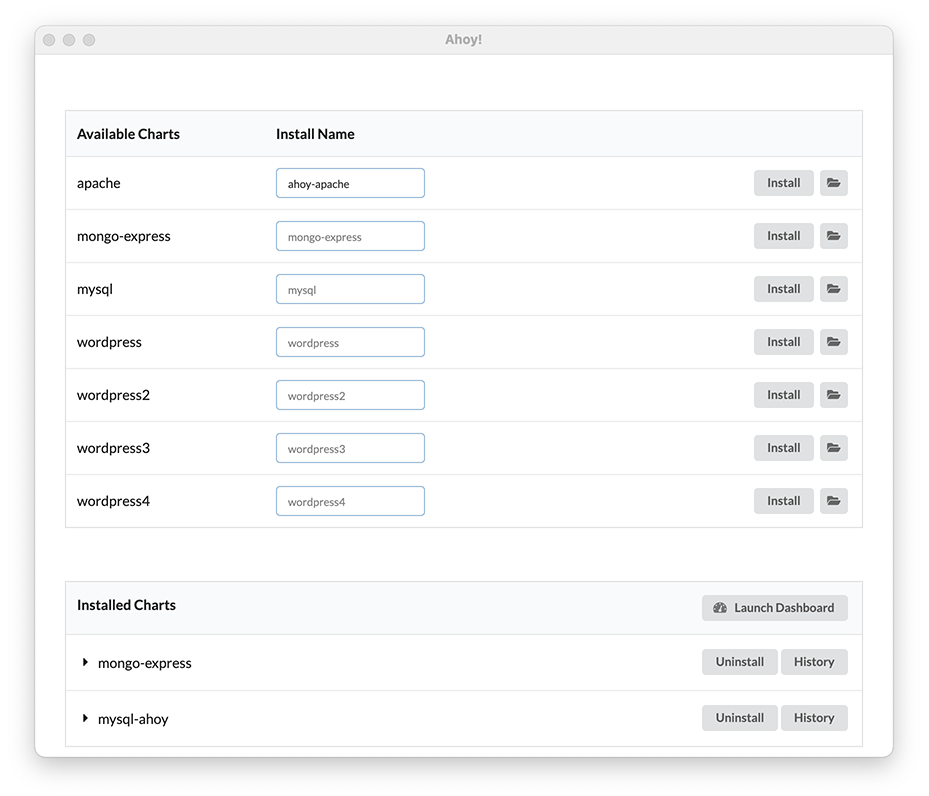 Ahoy!
Available Charts Install Name
apache ahoy-apache Install
mongo-express mongo-express Install
mysql mysql Install
wordpress wordpress Install
wordpress2 wordpress2 Install
wordpress3 wordpress3 Install
wordpress4 wordpress4 Install
Installed Charts Launch Dashboard
mongo-express Uninstall History
mysql-ahoy Uninstall History